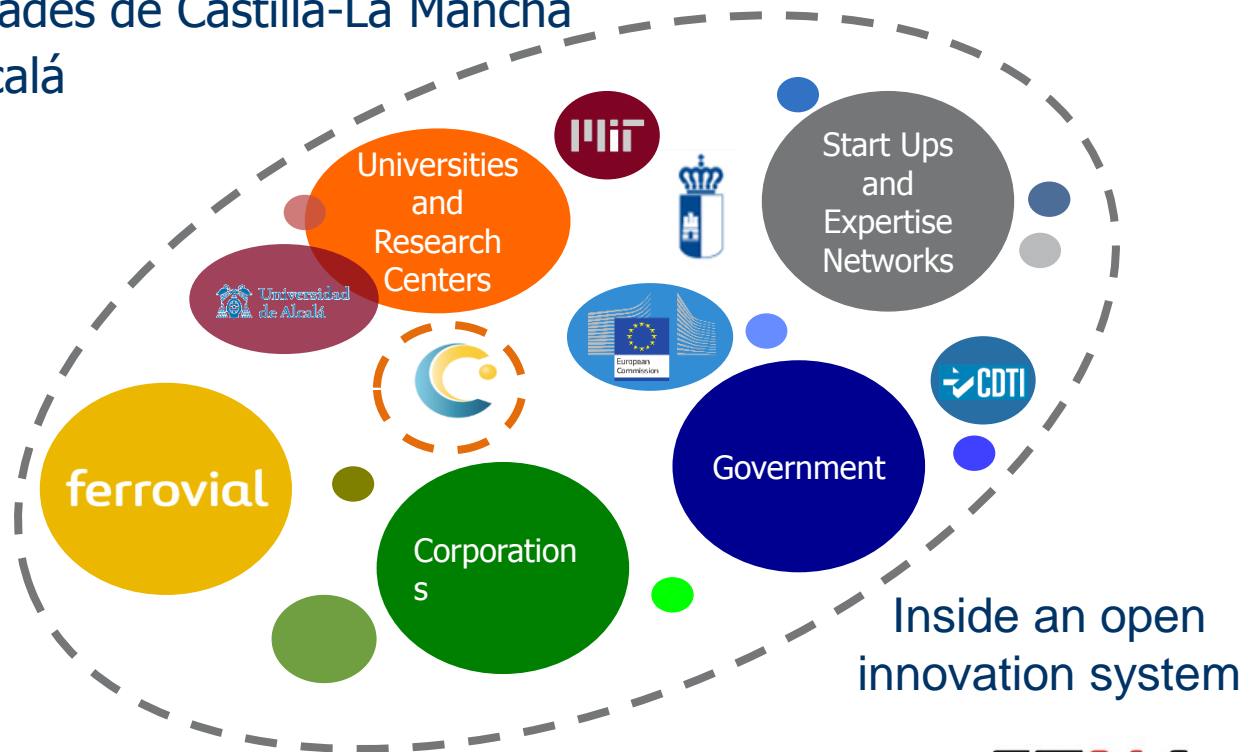 ades de Castilla-La Mancha
calá
MiT
Universities
and
Research
Centers
Start Ups
and
Expertise
Networks
Universidad
de Alcalá
European
Commission
CDTI
ferrovial
Government
Corporation
s
Inside an open
innovation system